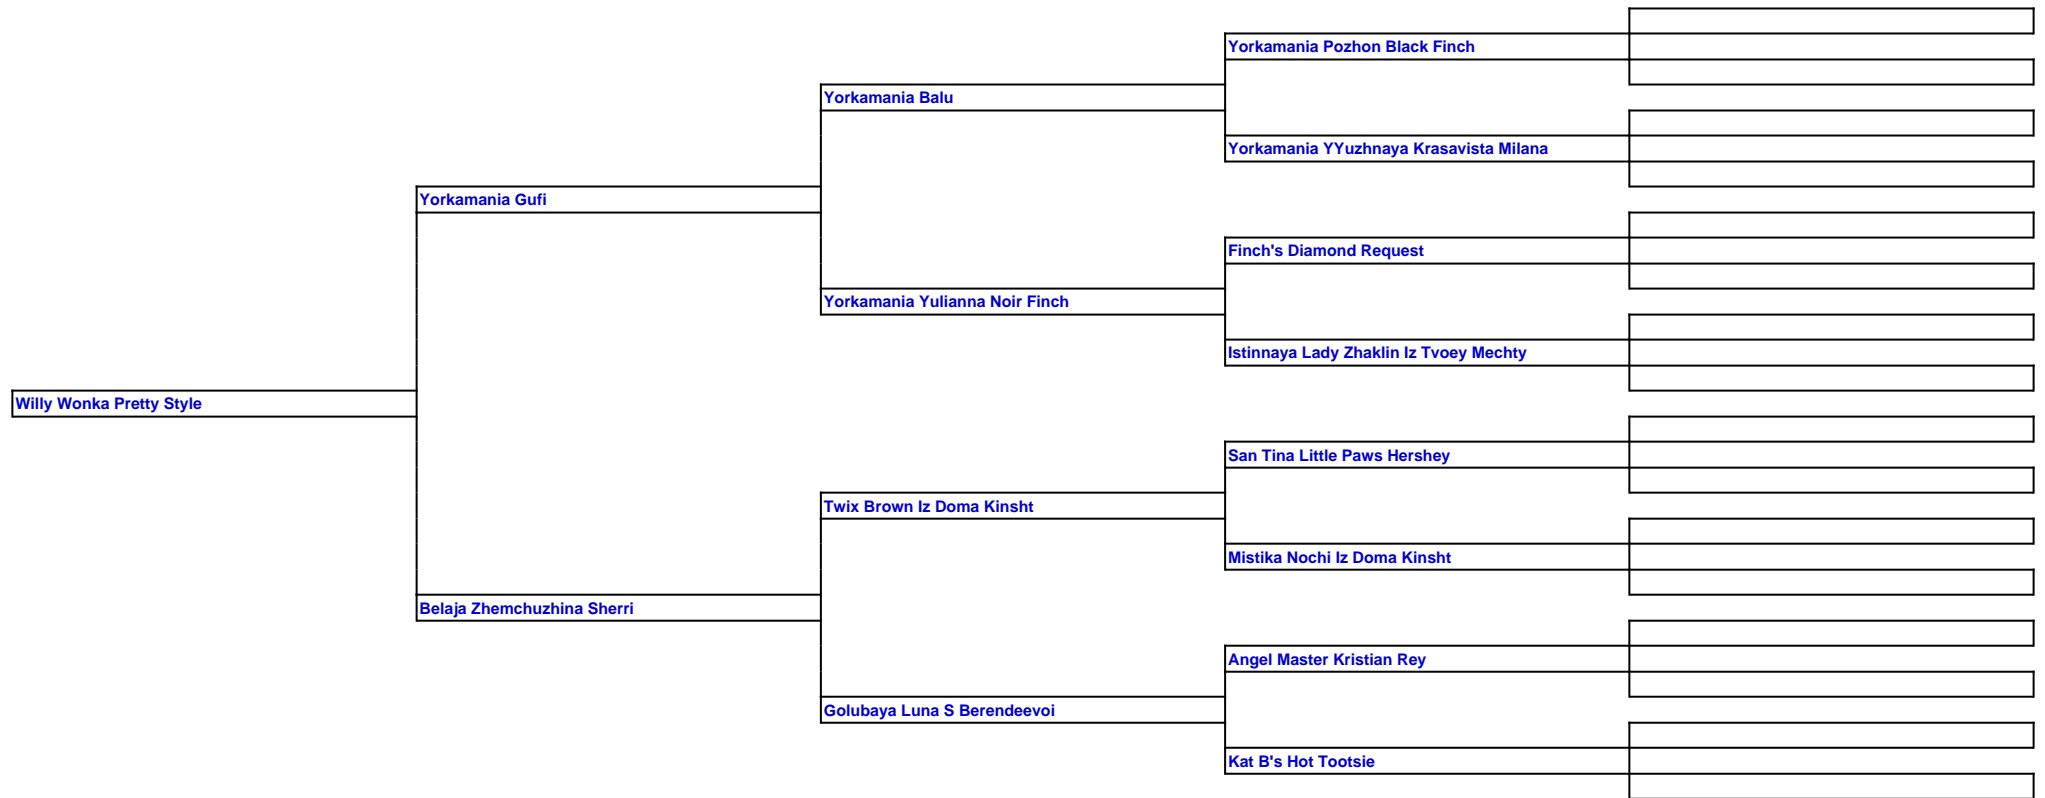 Yorkamania Pozhon Black Finch
Yorkamania Balu
Yorkamania YYuzhnaya Krasavista Milana
Yorkamania Gufi
Finch's Diamond Request
Yorkamania Yulianna Noir Finch
Istinnaya Lady Zhaklin Iz Tvoey Mechty
Willy Wonka Pretty Style
San Tina Little Paws Hershey
Twix Brown Iz Doma Kinsht
Mistika Nochi Iz Doma Kinsht
Belaja Zhemchuzhina Sherri
Angel Master Kristian Rey
Golubaya Luna S Berendeevoi
Kat B's Hot Tootsie